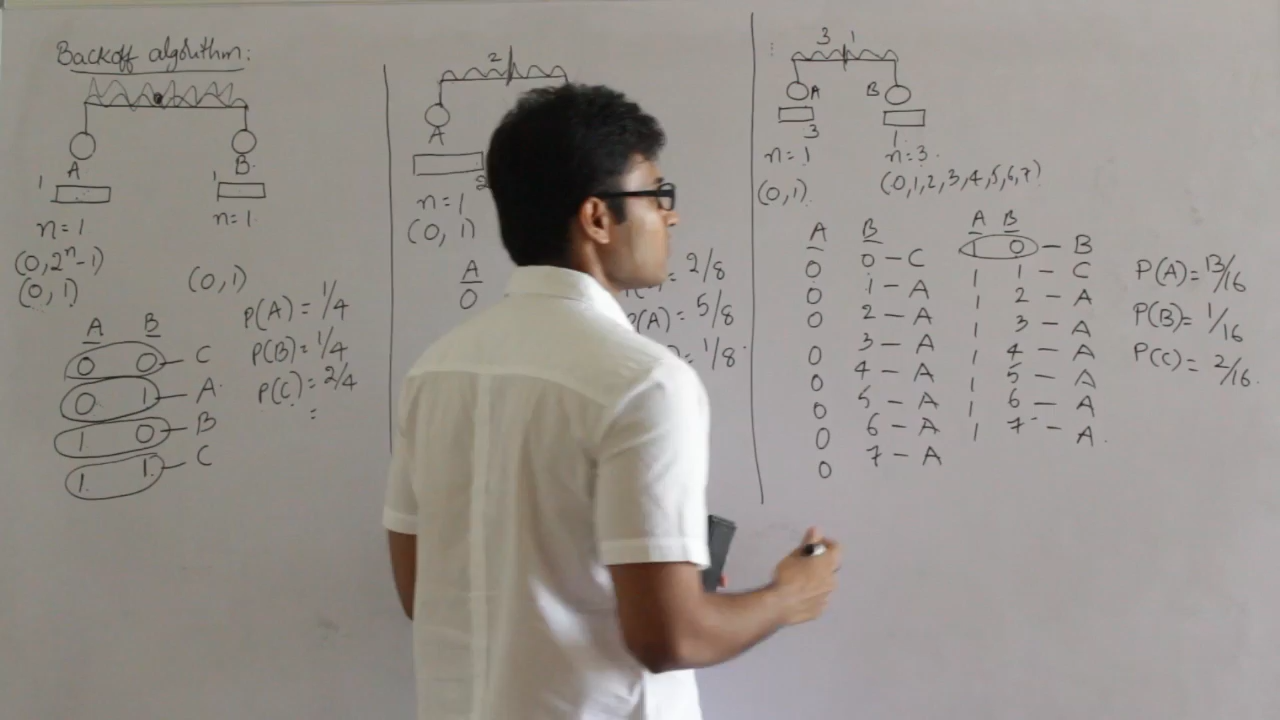 Backoff algorithm:
A
B
1
1
n=1
n=1
(0,2ⁿ-1)
(0,1)
(0,1)
A B
0 0 – C
0 1 – A
1 0 – B
1 1 – C
P(A) = 1/4
P(B) = 1/4
P(C) = 2/4
=
2
A
2
n=1
(0,1)
A
0
= 2/8
P(A) = 5/8
= 1/8
3 1
A B
3 1
n=1 n=3
(0,1) (0,1,2,3,4,5,6,7)
A B
0 0 – C
0 1 – A
0 2 – A
0 3 – A
0 4 – A
0 5 – A
0 6 – A
0 7 – A
A B
1 0 – B
1 1 – C
1 2 – A
1 3 – A
1 4 – A
1 5 – A
1 6 – A
1 7 – A
P(A) = 13/16
P(B) = 1/16
P(C) = 2/16